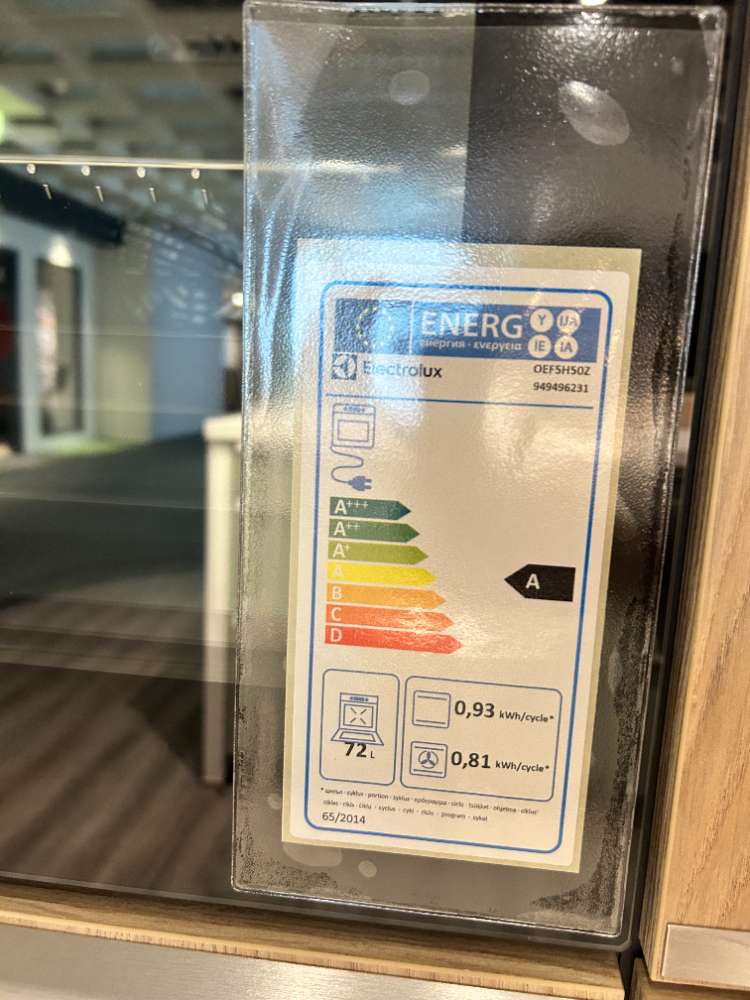 ENERG Y IJA
енергия · ενεργεια IE IA
Electrolux
OEF5H50Z
949496231
A+++
A++
A+
A
B
C
D
A
0,93 kWh/cycle*
72 L
0,81 kWh/cycle*
65/2014